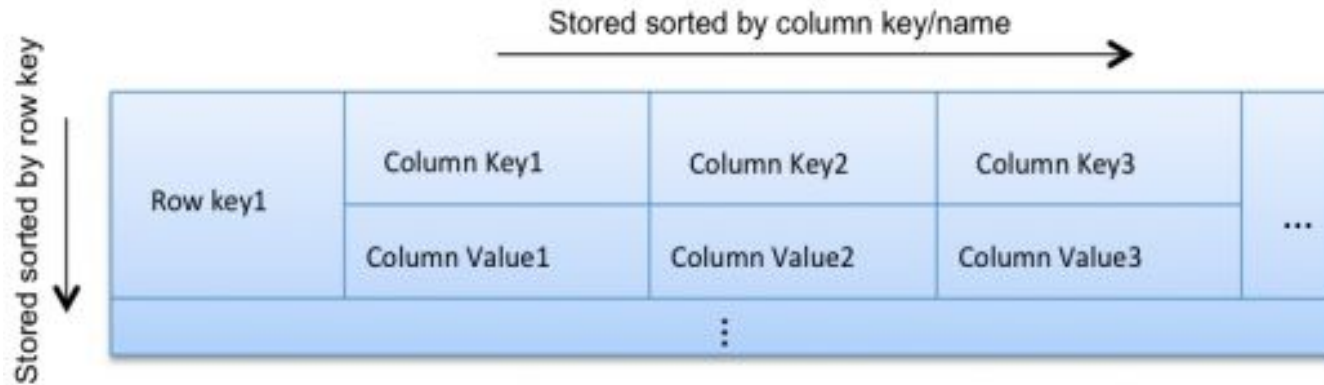 Stored sorted by column key/name
Stored sorted by row key
Row key1
Column Key1
Column Key2
Column Key3
...
Column Value1
Column Value2
Column Value3
⋮